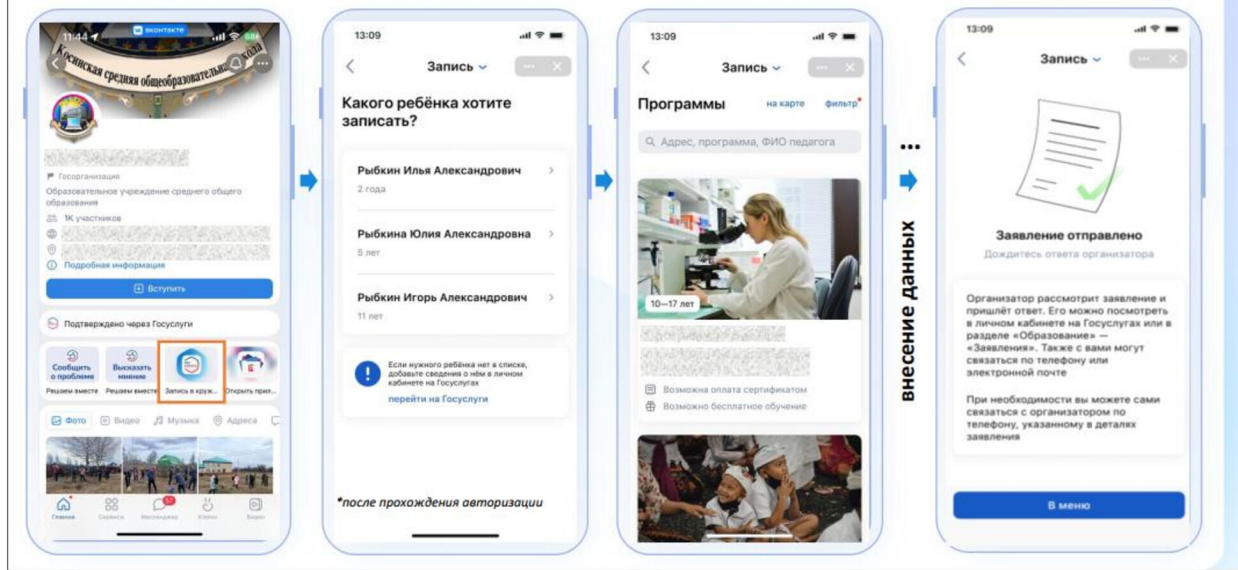 11:44
вконтакте
68
Косинская средняя общеобразовательная школа
Госорганизация
Образовательное учреждение среднего общего
образования
1К участников
Подробная информация
Вступить
Подтверждено через Госуслуги
Сообщить
о проблеме
Высказать
мнение
Решаем вместе
Решаем вместе
Запись в круж...
Открыть прил...
Фото
Видео
Музыка
Адреса
57
Главная
Сервисы
Мессенджер
Клипы
Видео
13:09
Запись
Какого ребёнка хотите
записать?
Рыбкин Илья Александрович
2 года
Рыбкина Юлия Александровна
5 лет
Рыбкин Игорь Александрович
11 лет
Если нужного ребёнка нет в списке,
добавьте сведения о нём в личном
кабинете на Госуслугах
перейти на Госуслуги
*после прохождения авторизации
13:09
Запись
Программы
на карте
фильтр
Адрес, программа, ФИО педагога
10—17 лет
Возможна оплата сертификатом
Возможно бесплатное обучение
...
внесение данных
13:09
Запись
Заявление отправлено
Дождитесь ответа организатора
Организатор рассмотрит заявление и
пришлёт ответ. Его можно посмотреть
в личном кабинете на Госуслугах или в
разделе «Образование» —
«Заявления». Также с вами могут
связаться по телефону или
электронной почте
При необходимости вы можете сами
связаться с организатором по
телефону, указанному в деталях
заявления
В меню